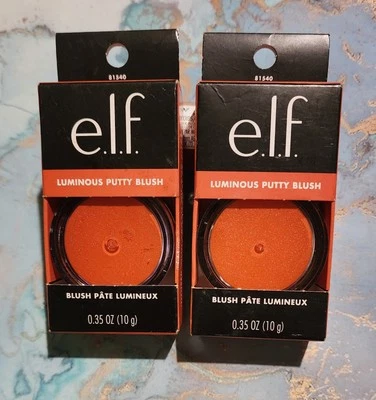 81540
e.l.f.
LUMINOUS PUTTY BLUSH
BLUSH PÂTE LUMINEUX
0.35 OZ (10 g)
81540
e.l.f.
LUMINOUS PUTTY BLUSH
BLUSH PÂTE LUMINEUX
0.35 OZ (10 g)